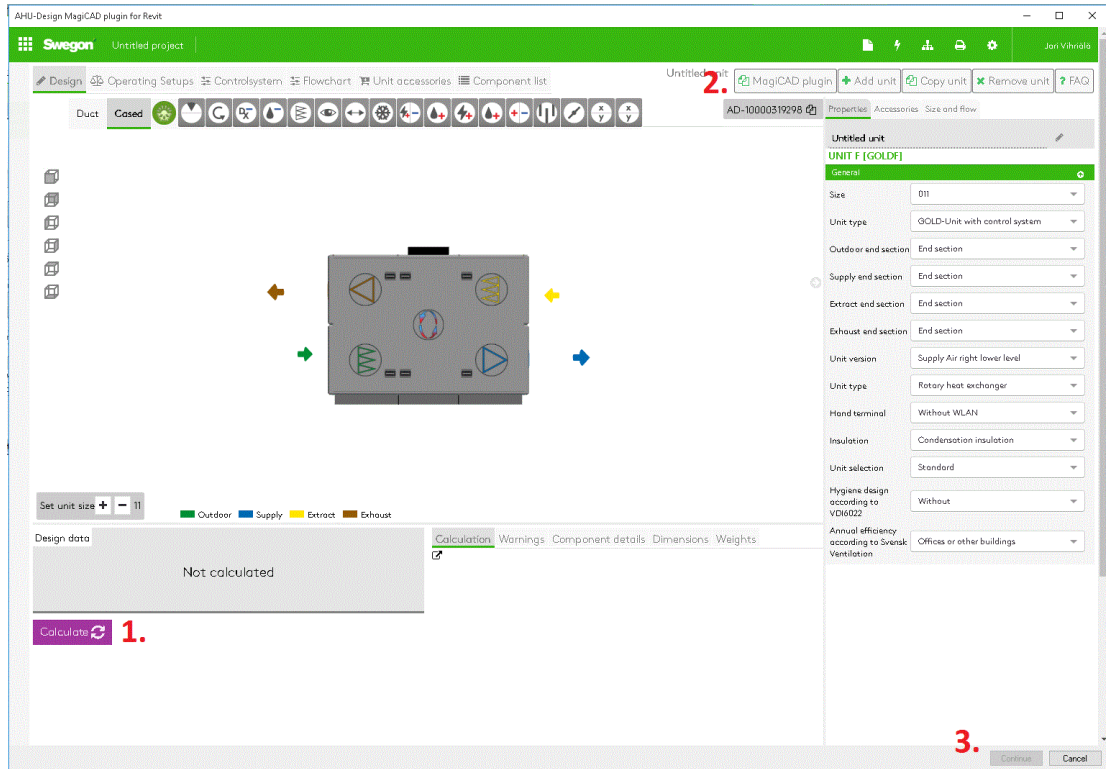 AHU-Design MagiCAD plugin for Revit
Swegon Untitled project Jari Vihriälä
Design Operating Setups Controlsystem Flowchart Unit accessories Component list
Untitled unit 2. MagiCAD plugin Add unit Copy unit Remove unit ? FAQ
Duct Cased
AD-10000319298
Properties Accessories Size and flow
Untitled unit
UNIT F [GOLDF]
General
Size 011
Unit type GOLD-Unit with control system
Outdoor end section End section
Supply end section End section
Extract end section End section
Exhaust end section End section
Unit version Supply Air right lower level
Unit type Rotary heat exchanger
Hand terminal Without WLAN
Insulation Condensation insulation
Unit selection Standard
Hygiene design
according to
VDI6022
Without
Annual efficiency
according to Svensk
Ventilation
Offices or other buildings
Set unit size + − 11
Outdoor Supply Extract Exhaust
Design data
Not calculated
Calculation Warnings Component details Dimensions Weights
Calculate 1.
3.
Continue Cancel